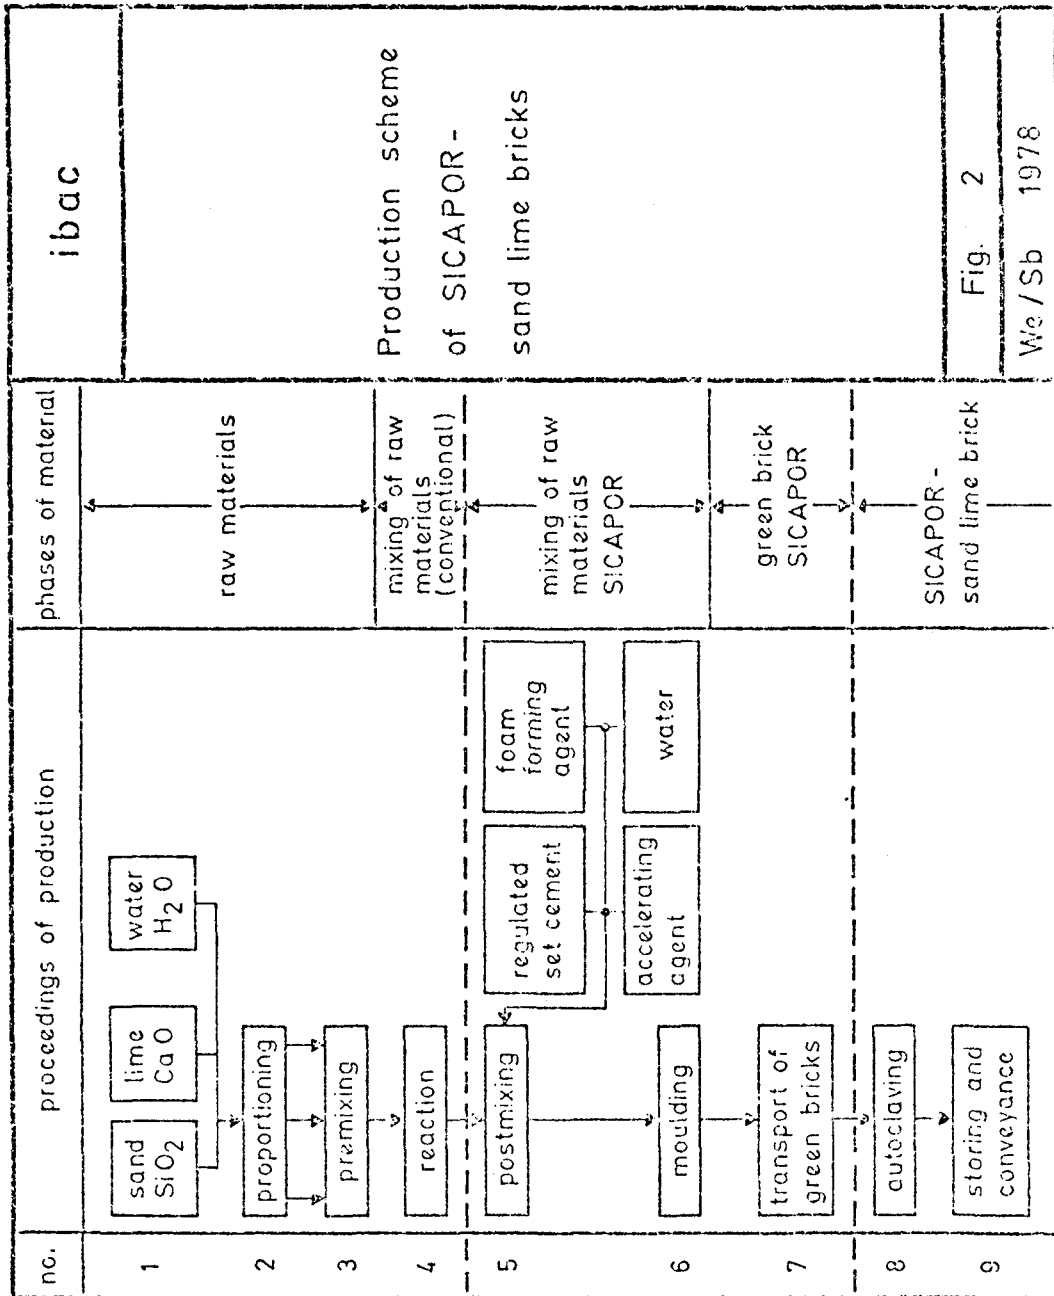 no.
proceedings of production
phases of material
ibac
1
sand
SiO2
lime
CaO
water
H2O
2
proportioning
3
premixing
raw materials
4
reaction
mixing of raw
materials
(conventional)
5
postmixing
regulated
set cement
foam
forming
agent
accelerating
agent
water
mixing of raw
materials
SICAPOR
6
moulding
7
transport of
green bricks
green brick
SICAPOR
8
autoclaving
9
storing and
conveyance
SICAPOR-
sand lime brick
Production scheme
of SICAPOR-
sand lime bricks
Fig. 2
We/Sb 1978